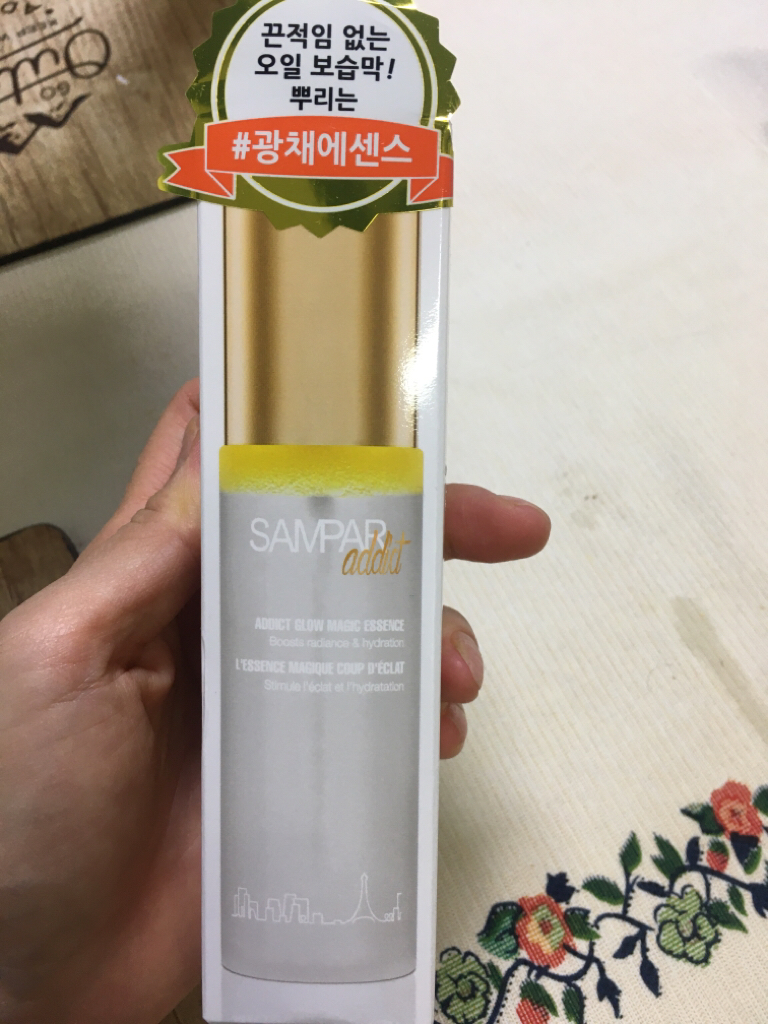 끈적임 없는
오일 보습막!
뿌리는
#광채에센스
SAMPAR
addict
ADDICT GLOW MAGIC ESSENCE
Boosts radiance & hydration
L'ESSENCE MAGIQUE COUP D'ÉCLAT
Stimule l'éclat et l'hydratation